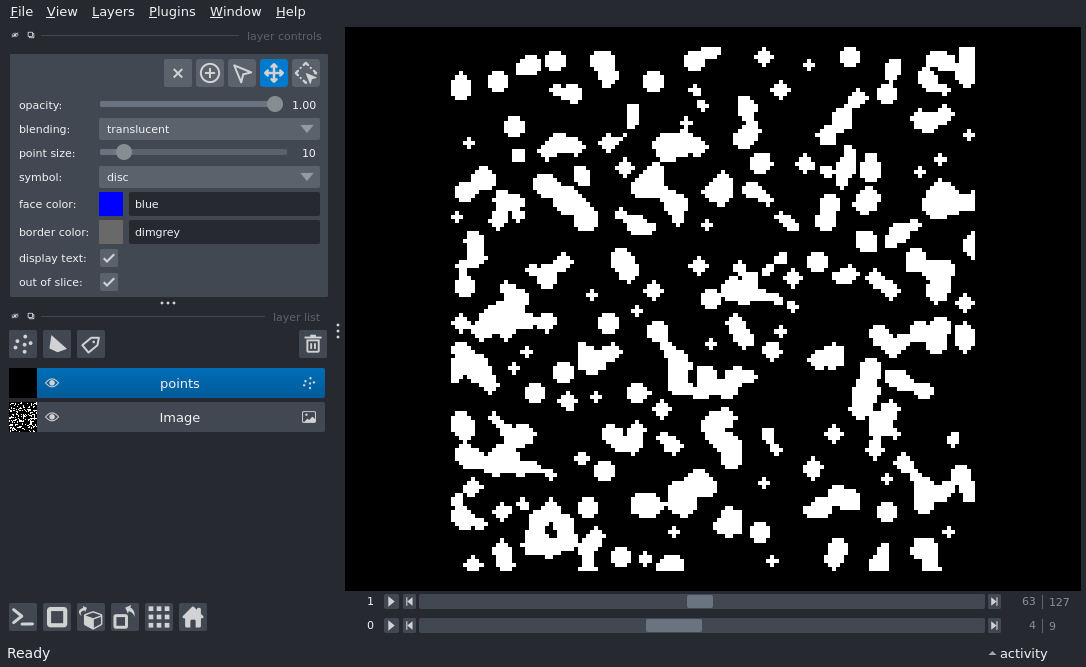 File View Layers Plugins Window Help
layer controls
opacity: 1.00
blending: translucent
point size: 10
symbol: disc
face color: blue
border color: dimgrey
display text:
out of slice:
layer list
points
Image
1 63 | 127
0 4 | 9
Ready activity